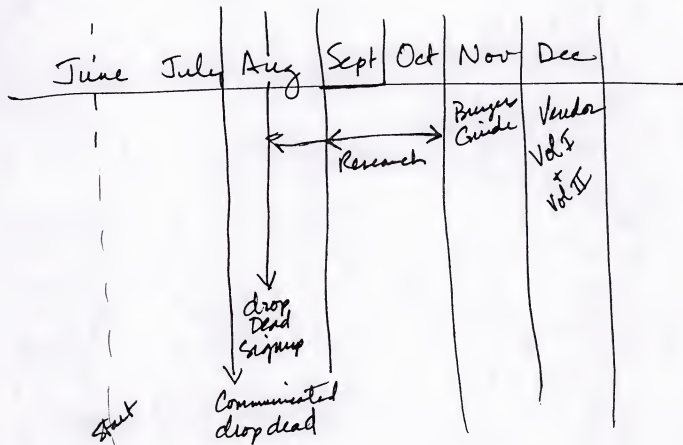 June July Aug Sept Oct Nov Dec
Buyers
Guide
Vendor
Vol I
+
Vol II
Research
drop
Dead
Signup
Start
Communicated
drop dead